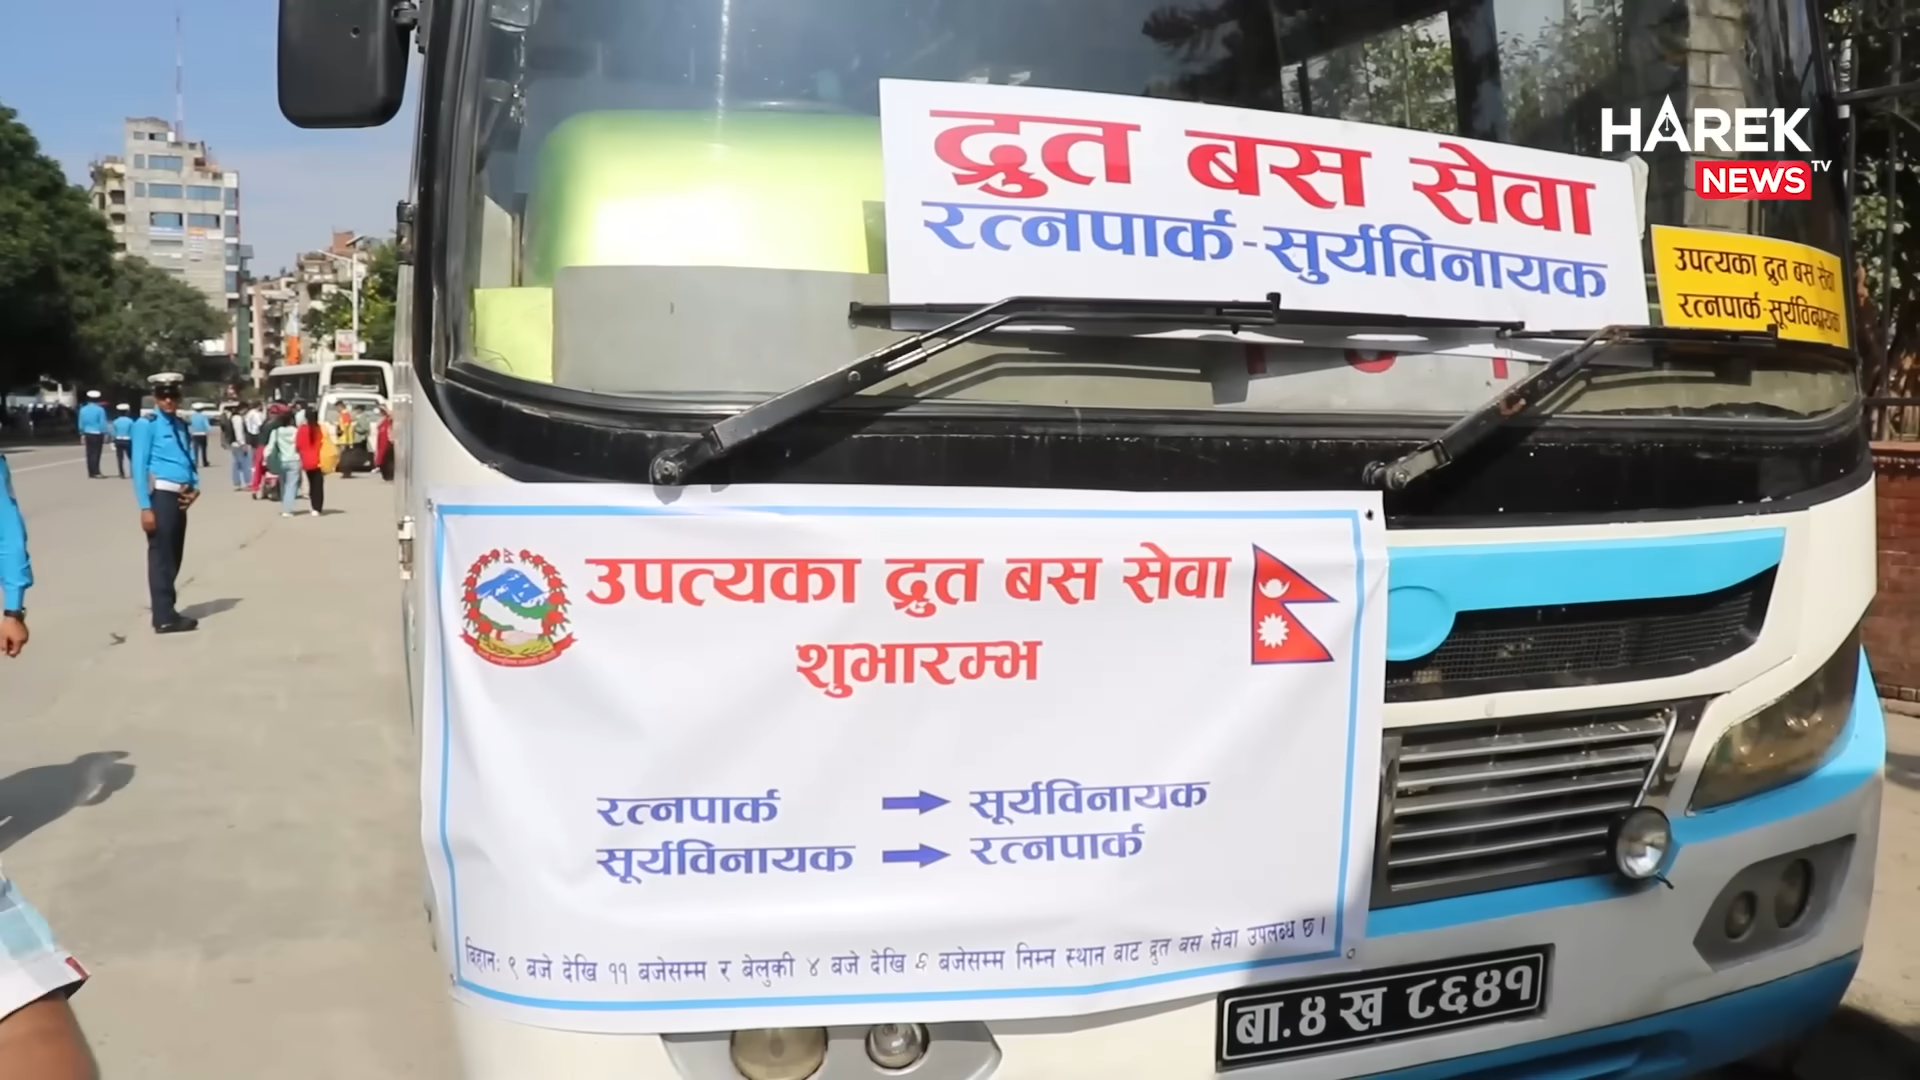 HAREK
NEWS TV
द्रुत बस सेवा
रत्नपार्क-सुर्यविनायक
उपत्यका द्रुत बस सेवा
रत्नपार्क-सूर्यविनायक
उपत्यका द्रुत बस सेवा
शुभारम्भ
रत्नपार्क → सूर्यविनायक
सूर्यविनायक → रत्नपार्क
बिहानः ९ बजे देखि ११ बजेसम्म र बेलुकी ४ बजे देखि ६ बजेसम्म निम्न स्थान बाट द्रुत बस सेवा उपलब्ध छ।
बा.४ ख ८६४१